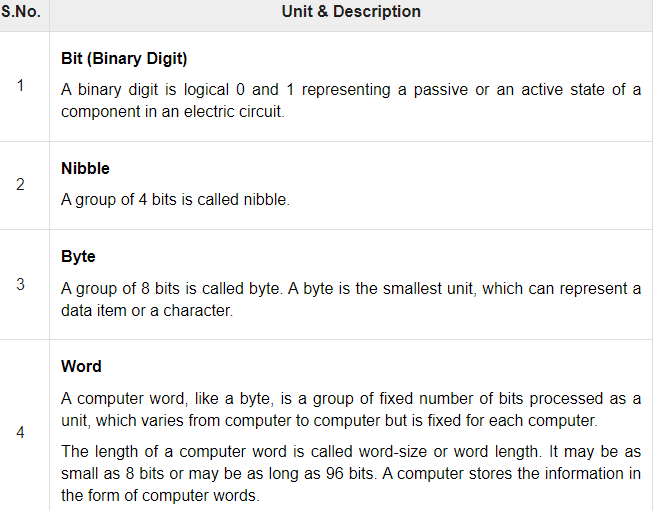 S.No. Unit & Description
Bit (Binary Digit)
1
A binary digit is logical 0 and 1 representing a passive or an active state of a
component in an electric circuit.
Nibble
2
A group of 4 bits is called nibble.
Byte
3
A group of 8 bits is called byte. A byte is the smallest unit, which can represent a
data item or a character.
Word
4
A computer word, like a byte, is a group of fixed number of bits processed as a
unit, which varies from computer to computer but is fixed for each computer.
The length of a computer word is called word-size or word length. It may be as
small as 8 bits or may be as long as 96 bits. A computer stores the information in
the form of computer words.